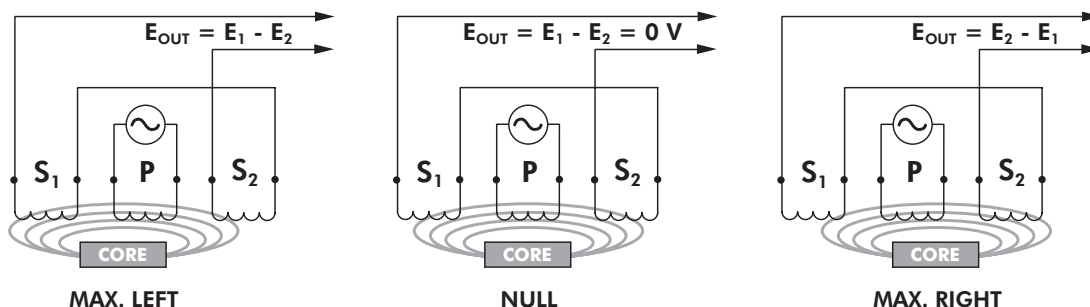 E_OUT = E_1 - E_2
S_1 P S_2
CORE
MAX. LEFT
E_OUT = E_1 - E_2 = 0 V
S_1 P S_2
CORE
NULL
E_OUT = E_2 - E_1
S_1 P S_2
CORE
MAX. RIGHT